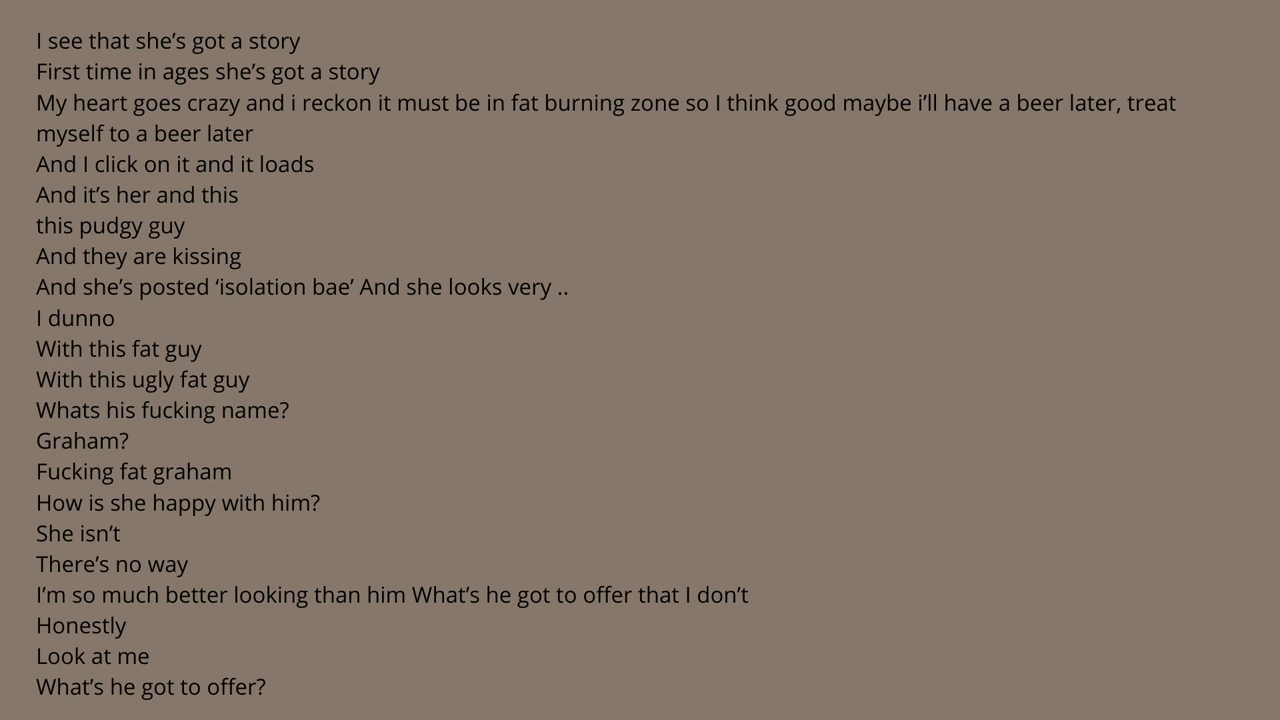 I see that she’s got a story
First time in ages she’s got a story
My heart goes crazy and i reckon it must be in fat burning zone so I think good maybe i’ll have a beer later, treat
myself to a beer later
And I click on it and it loads
And it’s her and this
this pudgy guy
And they are kissing
And she’s posted ‘isolation bae’ And she looks very ..
I dunno
With this fat guy
With this ugly fat guy
Whats his fucking name?
Graham?
Fucking fat graham
How is she happy with him?
She isn’t
There’s no way
I’m so much better looking than him What’s he got to offer that I don’t
Honestly
Look at me
What’s he got to offer?